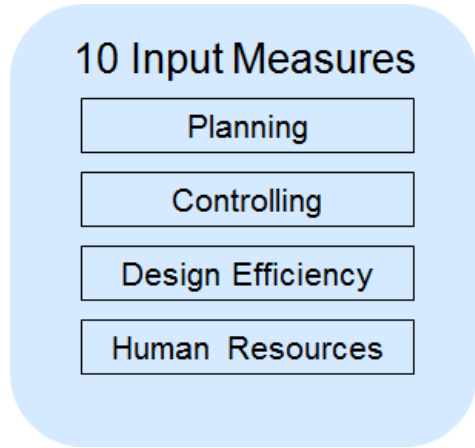 10 Input Measures
Planning
Controlling
Design Efficiency
Human Resources